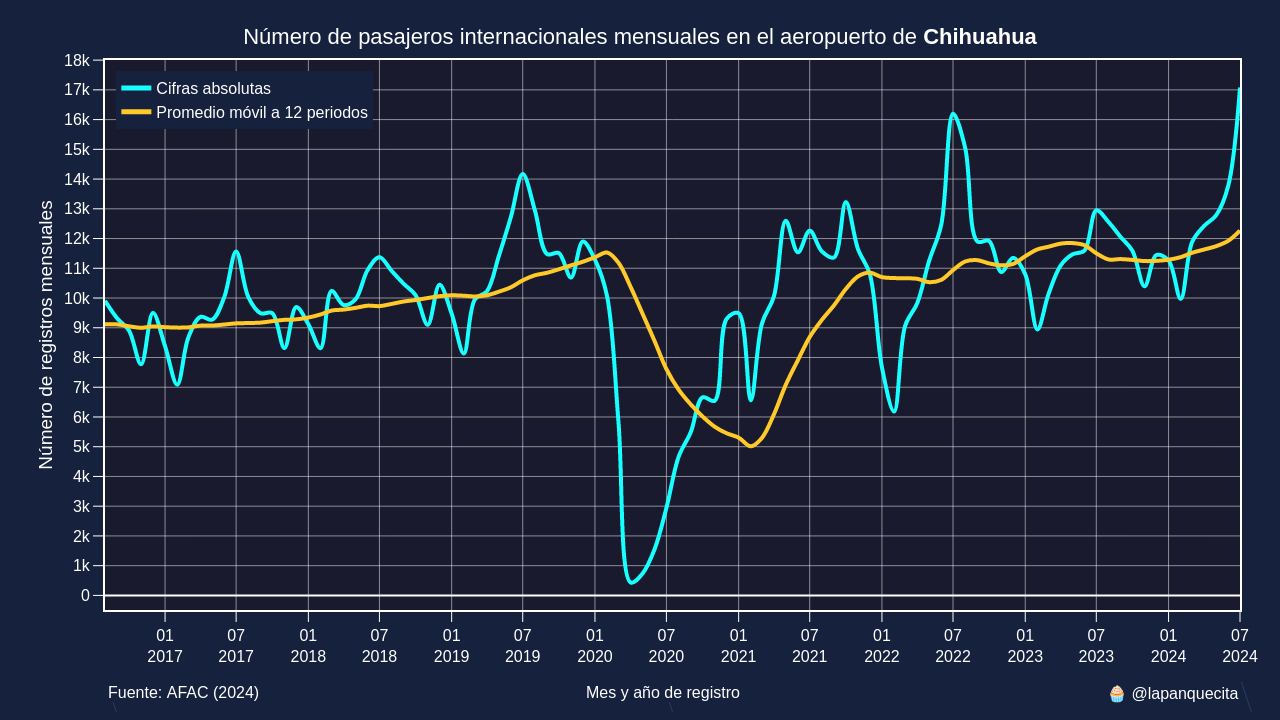 Número de pasajeros internacionales mensuales en el aeropuerto de Chihuahua
Cifras absolutas
Promedio móvil a 12 periodos
Número de registros mensuales
18k
17k
16k
15k
14k
13k
12k
11k
10k
9k
8k
7k
6k
5k
4k
3k
2k
1k
0
01 07 01 07 01 07 01 07 01 07 01 07 01 07 01 07
2017 2017 2018 2018 2019 2019 2020 2020 2021 2021 2022 2022 2023 2023 2024 2024
Fuente: AFAC (2024) Mes y año de registro 🧁 @lapanquecita